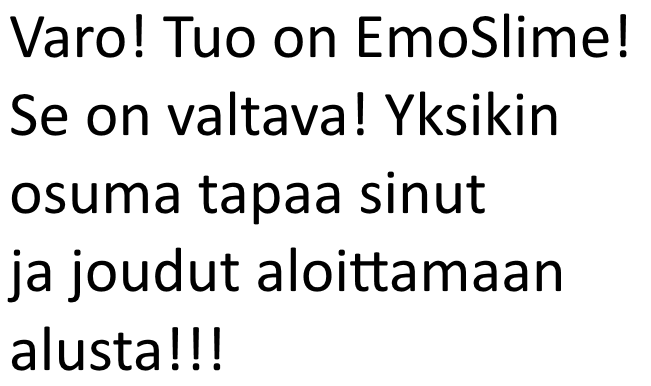 Varo! Tuo on EmoSlime!
Se on valtava! Yksikin
osuma tapaa sinut
ja joudut aloittamaan
alusta!!!